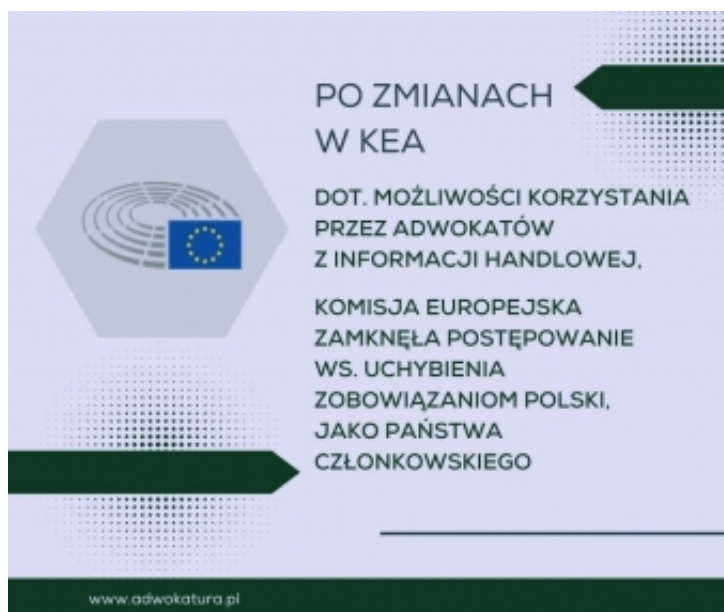 PO ZMIANACH
W KEA
DOT. MOŻLIWOŚCI KORZYSTANIA
PRZEZ ADWOKATÓW
Z INFORMACJI HANDLOWEJ,
KOMISJA EUROPEJSKA
ZAMKNĘŁA POSTĘPOWANIE
WS. UCHYBIENIA
ZOBOWIĄZANIOM POLSKI,
JAKO PAŃSTWA
CZŁONKOWSKIEGO
www.adwokatura.pl